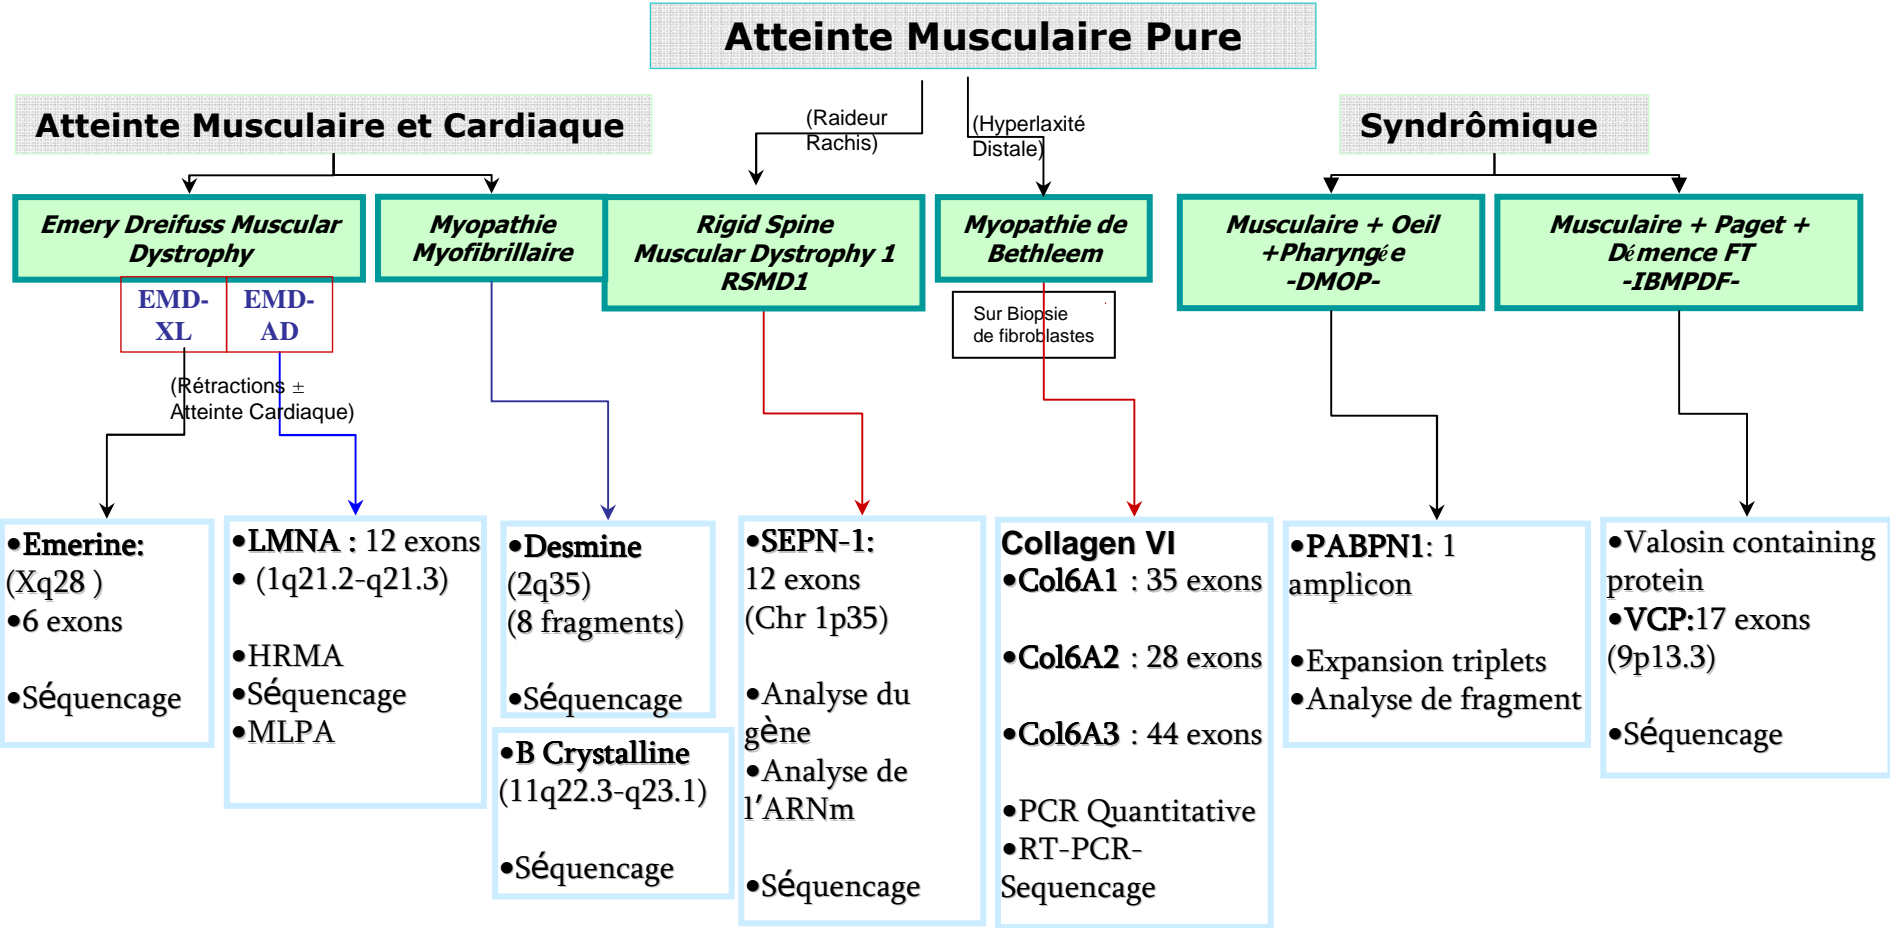 Atteinte Musculaire Pure
Atteinte Musculaire et Cardiaque
(Raideur
Rachis)
(Hyperlaxité
Distale)
Syndrômique
Emery Dreifuss Muscular
Dystrophy
Myopathie
Myofibrillaire
Rigid Spine
Muscular Dystrophy 1
RSMD1
Myopathie de
Bethleem
Musculaire + Oeil
+Pharyngée
-DMOP-
Musculaire + Paget +
Démence FT
-IBMPDF-
EMD-
XL
EMD-
AD
Sur Biopsie
de fibroblastes
(Rétractions ±
Atteinte Cardiaque)
•Emerine:
(Xq28 )
•6 exons
•Séquencage
•LMNA : 12 exons
• (1q21.2-q21.3)
•HRMA
•Séquencage
•MLPA
•Desmine
(2q35)
(8 fragments)
•Séquencage
•B Crystalline
(11q22.3-q23.1)
•Séquencage
•SEPN-1:
12 exons
(Chr 1p35)
•Analyse du
gène
•Analyse de
l'ARNm
•Séquencage
Collagen VI
•Col6A1 : 35 exons
•Col6A2 : 28 exons
•Col6A3 : 44 exons
•PCR Quantitative
•RT-PCR-
Sequencage
•PABPN1: 1
amplicon
•Expansion triplets
•Analyse de fragment
•Valosin containing
protein
•VCP:17 exons
(9p13.3)
•Séquencage